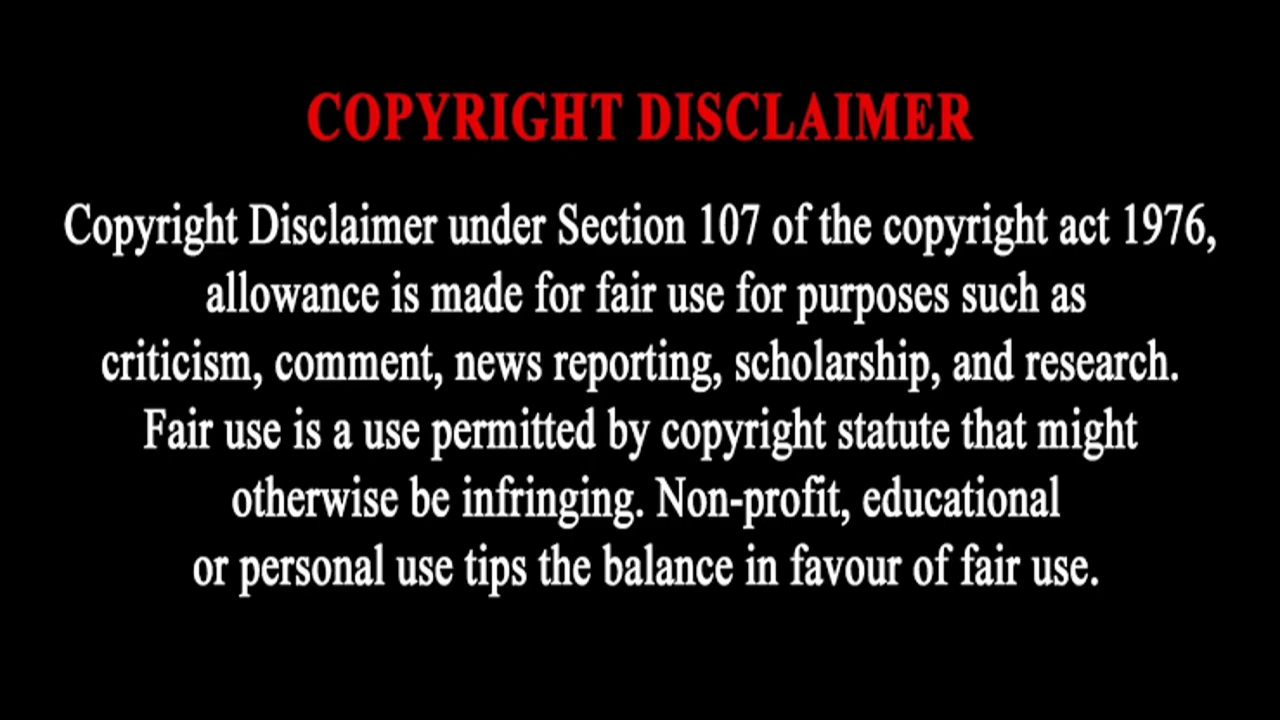 COPYRIGHT DISCLAIMER
Copyright Disclaimer under Section 107 of the copyright act 1976,
allowance is made for fair use for purposes such as
criticism, comment, news reporting, scholarship, and research.
Fair use is a use permitted by copyright statute that might
otherwise be infringing. Non-profit, educational
or personal use tips the balance in favour of fair use.